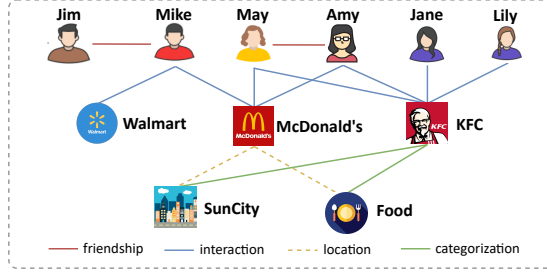 Jim Mike May Amy Jane Lily
Walmart Walmart McDonald's McDonald's KFC KFC
SunCity Food
friendship interaction location categorization